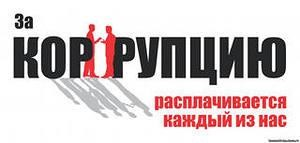 За
КОРРУПЦИЮ
расплачивается
каждый из нас